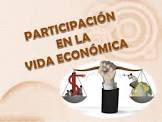 PARTICIPACIÓN
EN LA
VIDA ECONÓMICA